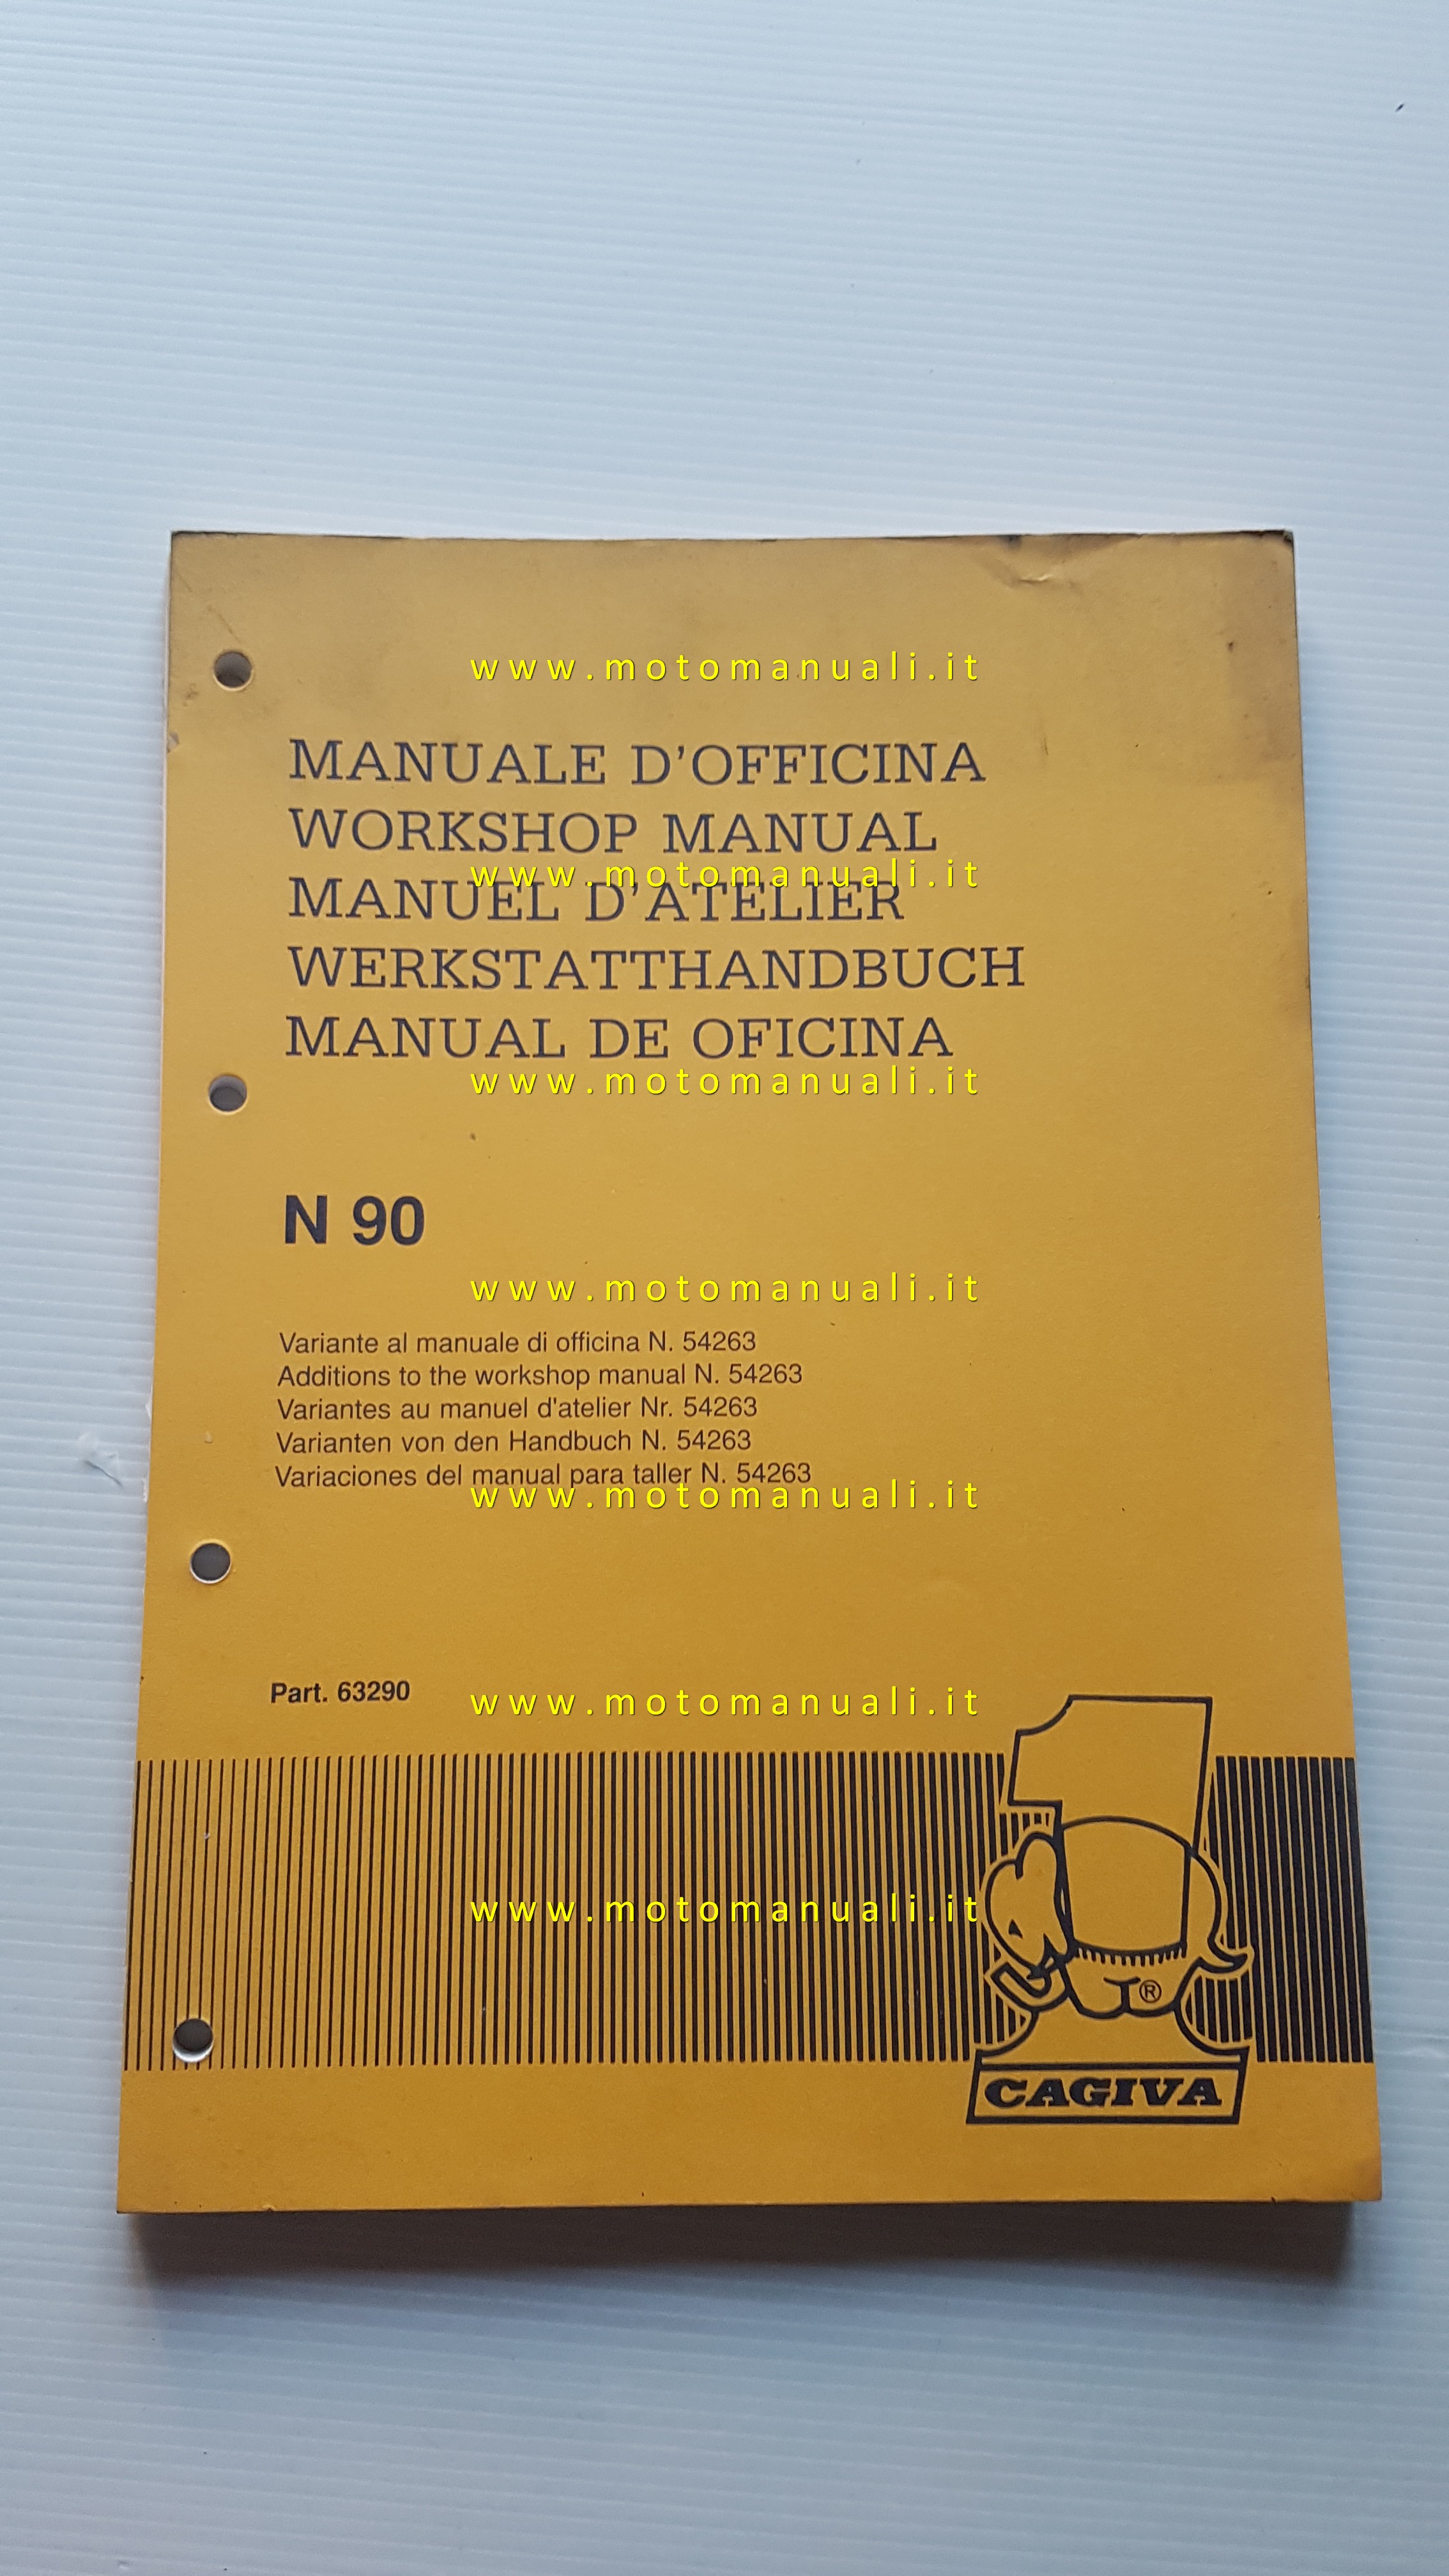 www.motomanuali.it
MANUALE D'OFFICINA
WORKSHOP MANUAL
www.motomanuali.it
MANUEL D'ATELIER
WERKSTATTHANDBUCH
MANUAL DE OFICINA
www.motomanuali.it
N 90
www.motomanuali.it
Variante al manuale di officina N. 54263
Additions to the workshop manual N. 54263
Variantes au manuel d'atelier Nr. 54263
Varianten von den Handbuch N. 54263
Variaciones del manual para taller N. 54263
www.motomanuali.it
Part. 63290
www.motomanuali.it
1
www.motomanuali.it
®
CAGIVA